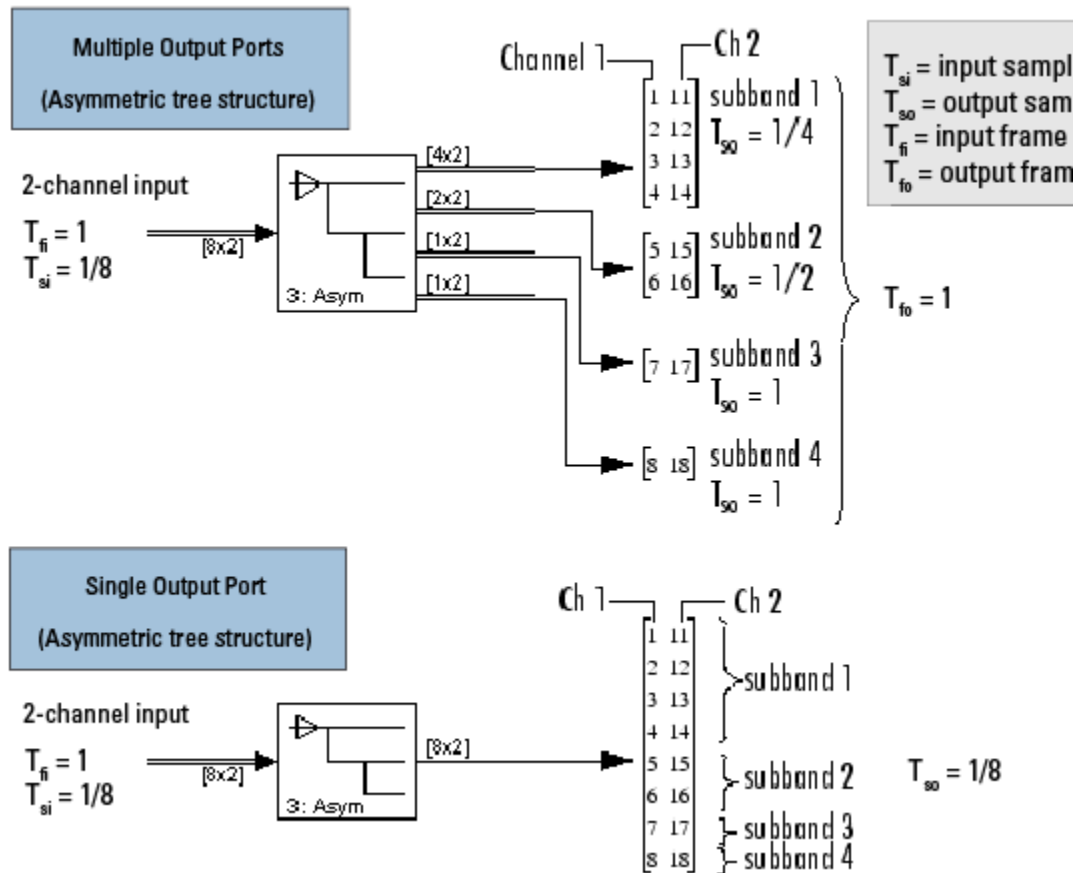 Multiple Output Ports
(Asymmetric tree structure)
2-channel input
T_fi = 1
T_si = 1/8
[8x2]
3: Asym
[4x2]
[2x2]
[1x2]
[1x2]
Channel 1
Ch 2
1 11
2 12
3 13
4 14
subband 1
T_so = 1/4
5 15
6 16
subband 2
T_so = 1/2
7 17
subband 3
T_so = 1
8 18
subband 4
T_so = 1
T_fo = 1
T_si = input sampl
T_so = output sam
T_fi = input frame
T_fo = output fram
Single Output Port
(Asymmetric tree structure)
2-channel input
T_fi = 1
T_si = 1/8
[8x2]
3: Asym
[8x2]
Ch 1
Ch 2
1 11
2 12
3 13
4 14
5 15
6 16
7 17
8 18
subband 1
subband 2
subband 3
subband 4
T_so = 1/8